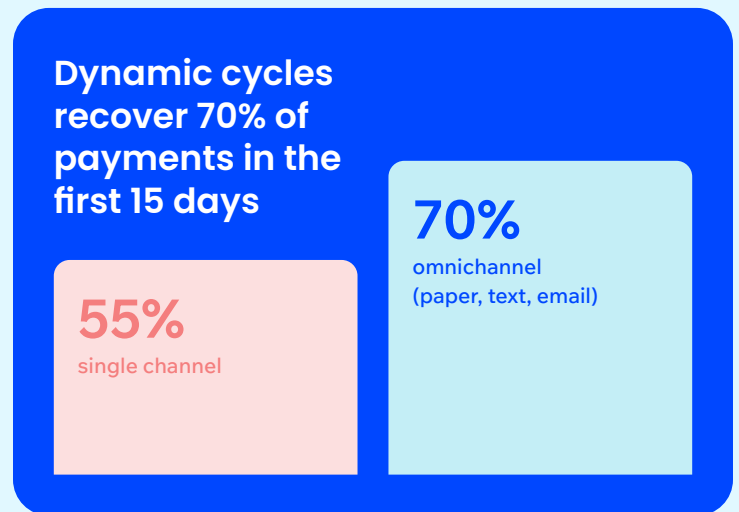 Dynamic cycles
recover 70% of
payments in the
first 15 days
55%
single channel
70%
omnichannel
(paper, text, email)